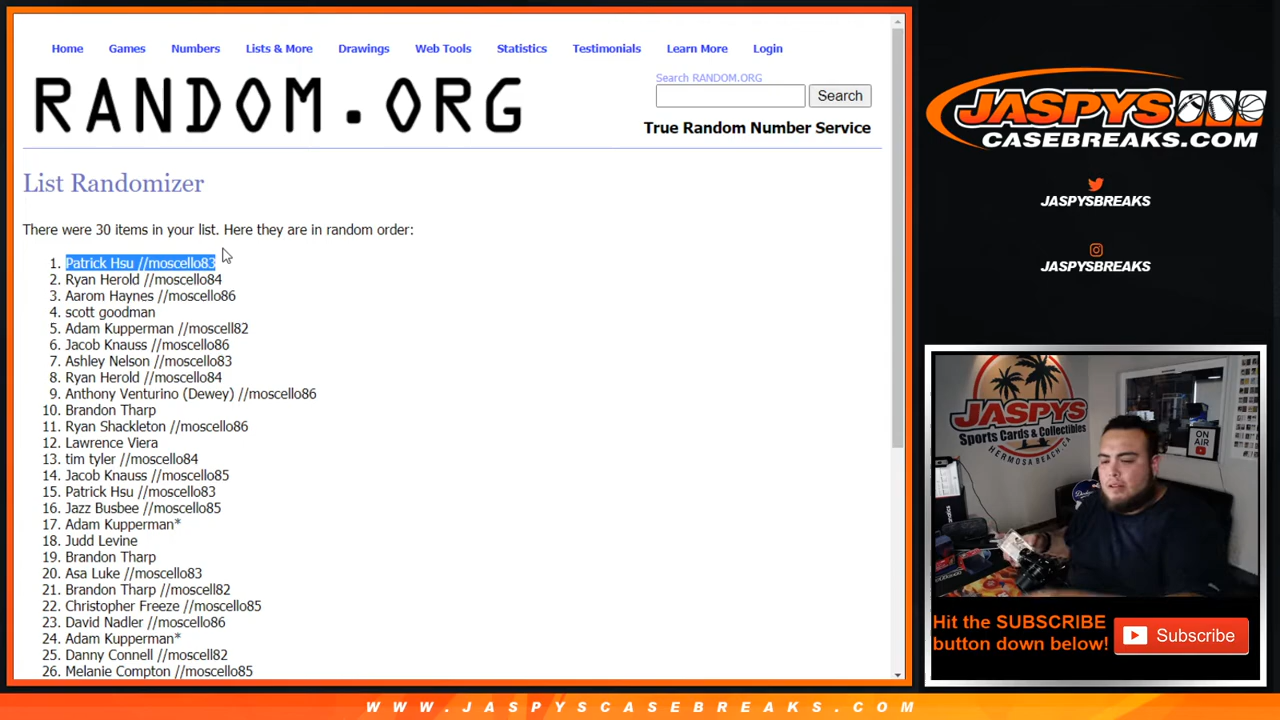 Home Games Numbers Lists & More Drawings Web Tools Statistics Testimonials Learn More Login
RANDOM.ORG
Search RANDOM.ORG
Search
True Random Number Service
List Randomizer
There were 30 items in your list. Here they are in random order:
1. Patrick Hsu //moscello83
2. Ryan Herold //moscello84
3. Aarom Haynes //moscello86
4. scott goodman
5. Adam Kupperman //moscell82
6. Jacob Knauss //moscello86
7. Ashley Nelson //moscello83
8. Ryan Herold //moscello84
9. Anthony Venturino (Dewey) //moscello86
10. Brandon Tharp
11. Ryan Shackleton //moscello86
12. Lawrence Viera
13. tim tyler //moscello84
14. Jacob Knauss //moscello85
15. Patrick Hsu //moscello83
16. Jazz Busbee //moscello85
17. Adam Kupperman*
18. Judd Levine
19. Brandon Tharp
20. Asa Luke //moscello83
21. Brandon Tharp //moscell82
22. Christopher Freeze //moscello85
23. David Nadler //moscello86
24. Adam Kupperman*
25. Danny Connell //moscell82
26. Melanie Compton //moscello85
JASPYS
CASEBREAKS.COM
JASPYSBREAKS
JASPYSBREAKS
JASPYS
Sports Cards & Collectibles
HERMOSA BEACH, CA
ON
AIR
Hit the SUBSCRIBE
button down below!
Subscribe
WWW.JASPYSCASEBREAKS.COM